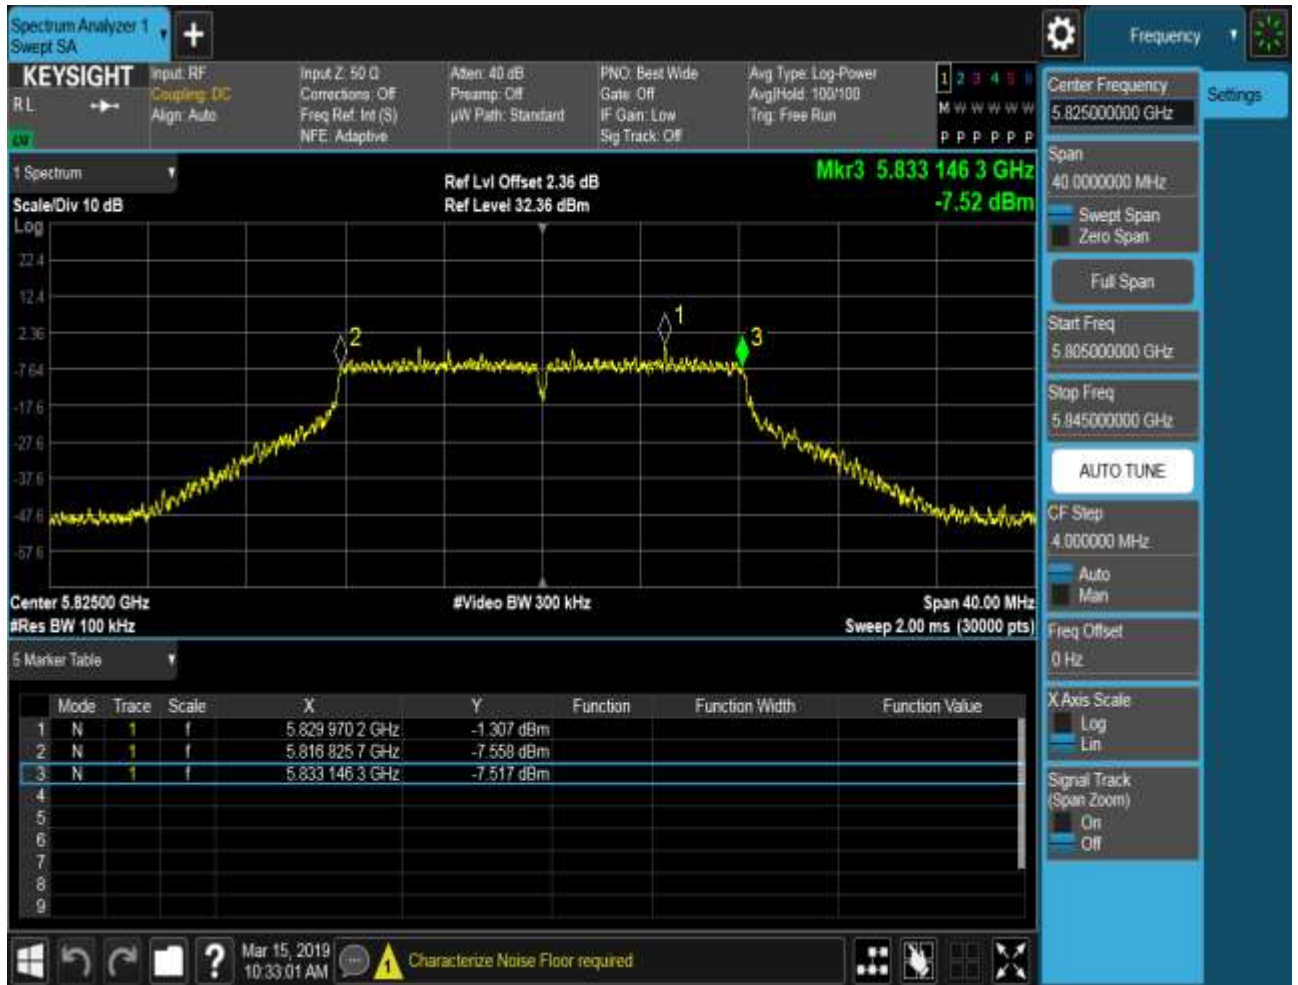 Spectrum Analyzer 1
Swept SA
Frequency
KEYSIGHT
RL
Input: RF
Coupling: DC
Align: Auto
Input Z: 50 Ω
Corrections: Off
Freq Ref: Int (S)
NFE: Adaptive
Atten: 40 dB
Preamp: Off
µW Path: Standard
PNO: Best Wide
Gate: Off
IF Gain: Low
Sig Track: Off
Avg Type: Log-Power
Avg|Hold: 100/100
Trig: Free Run
1 2 3 4 5 6
M W W W W W
P P P P P P
1 Spectrum
Scale/Div 10 dB
Ref Lvl Offset 2.36 dB
Ref Level 32.36 dBm
Mkr3 5.833 146 3 GHz
-7.52 dBm
Log
22.4
12.4
2.36
-7.64
-17.6
-27.6
-37.6
-47.6
-57.6
2
1
3
Center 5.82500 GHz
#Video BW 300 kHz
Span 40.00 MHz
#Res BW 100 kHz
Sweep 2.00 ms (30000 pts)
5 Marker Table
Mode Trace Scale X Y Function Function Width Function Value
1 N 1 f 5.829 970 2 GHz -1.307 dBm
2 N 1 f 5.816 825 7 GHz -7.558 dBm
3 N 1 f 5.833 146 3 GHz -7.517 dBm
4
5
6
7
8
9
Mar 15, 2019
10:33:01 AM
1
Characterize Noise Floor required
Center Frequency
5.825000000 GHz
Settings
Span
40.0000000 MHz
Swept Span
Zero Span
Full Span
Start Freq
5.805000000 GHz
Stop Freq
5.845000000 GHz
AUTO TUNE
CF Step
4.000000 MHz
Auto
Man
Freq Offset
0 Hz
X Axis Scale
Log
Lin
Signal Track
(Span Zoom)
On
Off